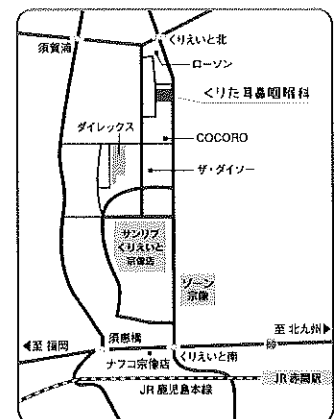 須賀浦
くりえいと北
ローソン
くりた耳鼻咽喉科
ダイレックス
COCORO
ザ・ダイソー
サンリブ
くりえいと
宗像店
ゾーン
宗像
至 北九州▶
◀至 福岡
須恵橋
ナフコ宗像店
くりえいと南
JR赤間駅
JR 鹿児島本線